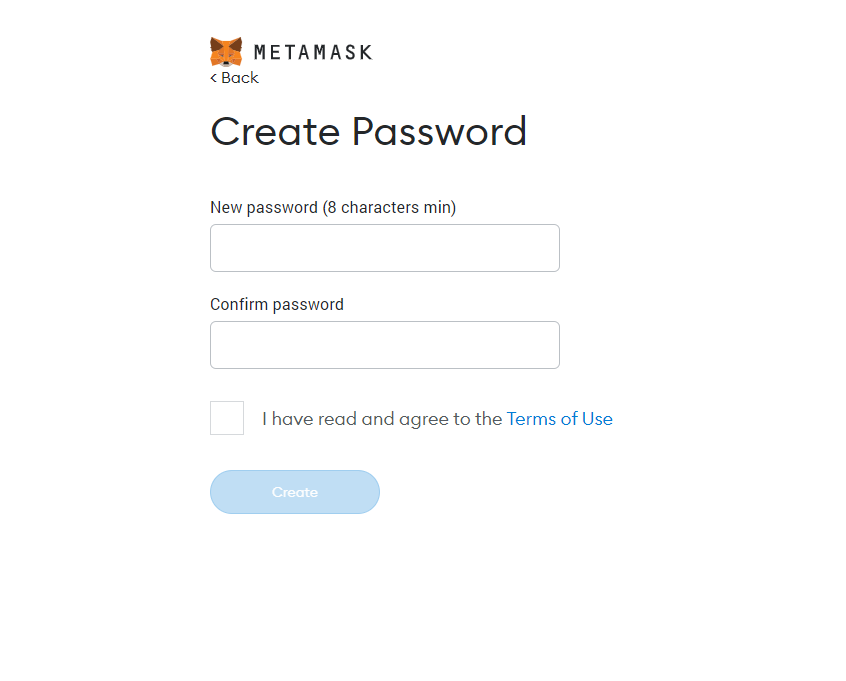 METAMASK
< Back
Create Password
New password (8 characters min)
Confirm password
I have read and agree to the Terms of Use
Create